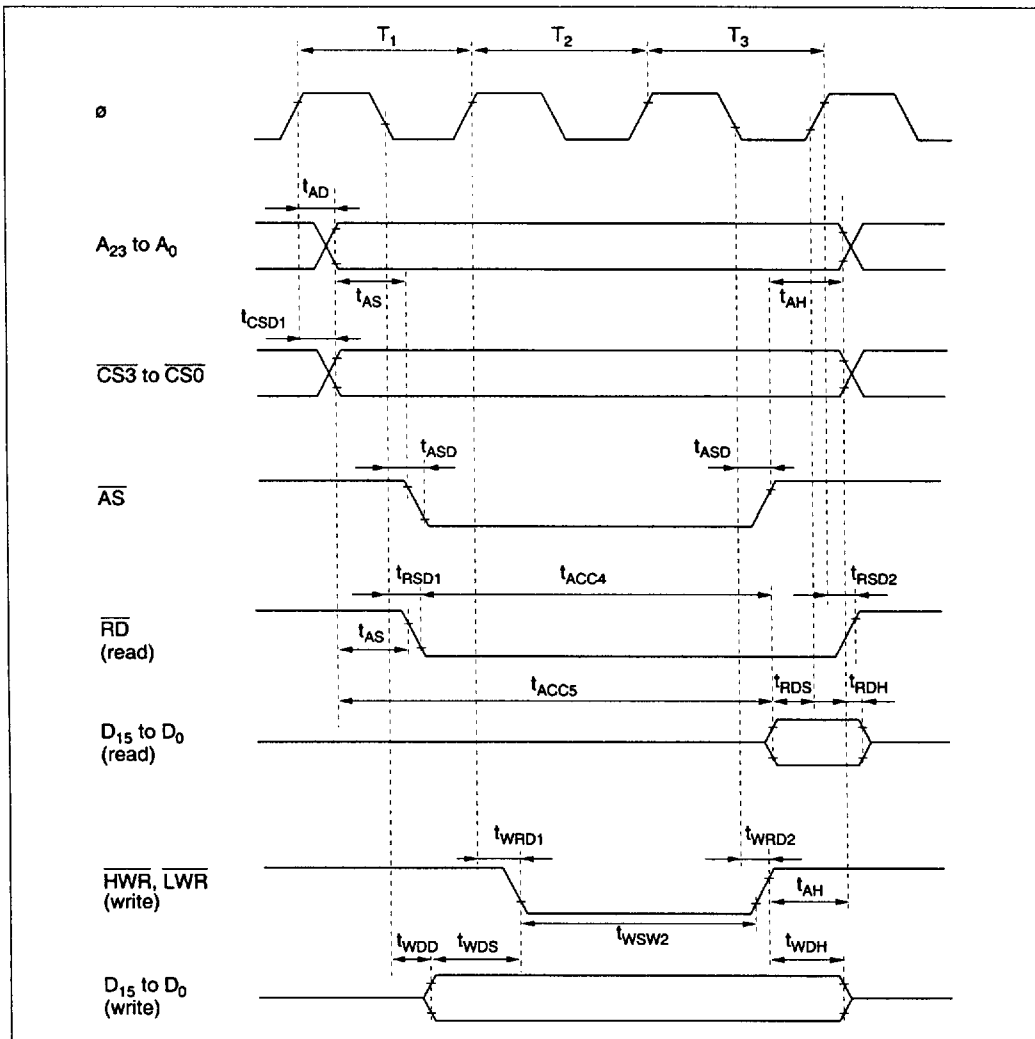 T1 T2 T3
ø
tAD
A23 to A0
tAS tAH
tCSD1
CS3 to CS0
tASD tASD
AS
tRSD1 tACC4 tRSD2
RD
(read)
tAS
tACC5 tRDS tRDH
D15 to D0
(read)
tWRD1 tWRD2
HWR, LWR
(write)
tAH
tWSW2
tWDD tWDS tWDH
D15 to D0
(write)